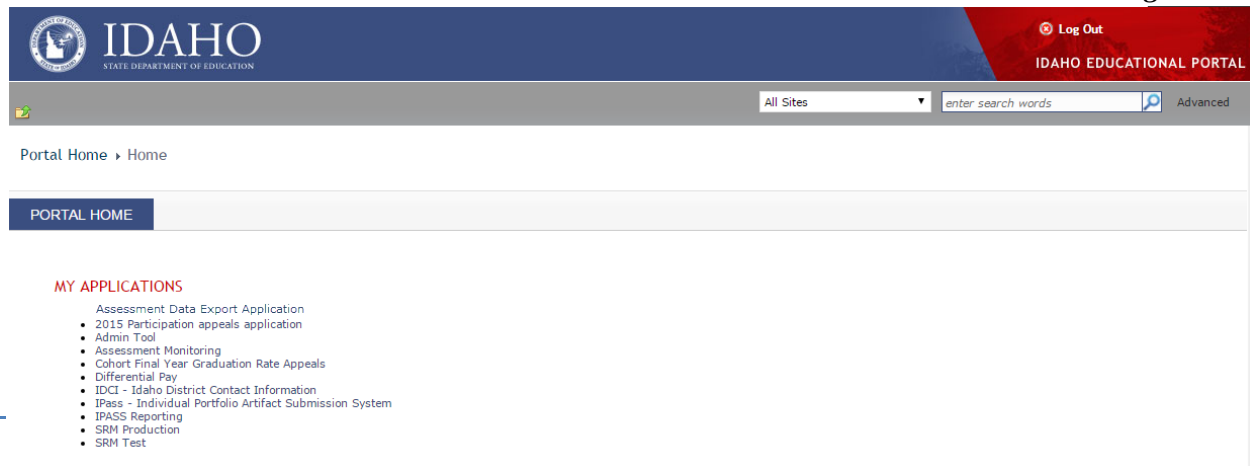 IDAHO
STATE DEPARTMENT OF EDUCATION
Log Out
IDAHO EDUCATIONAL PORTAL
All Sites
enter search words
Advanced
Portal Home ▸ Home
PORTAL HOME
MY APPLICATIONS
Assessment Data Export Application
• 2015 Participation appeals application
• Admin Tool
• Assessment Monitoring
• Cohort Final Year Graduation Rate Appeals
• Differential Pay
• IDCI - Idaho District Contact Information
• IPass - Individual Portfolio Artifact Submission System
• IPASS Reporting
• SRM Production
• SRM Test